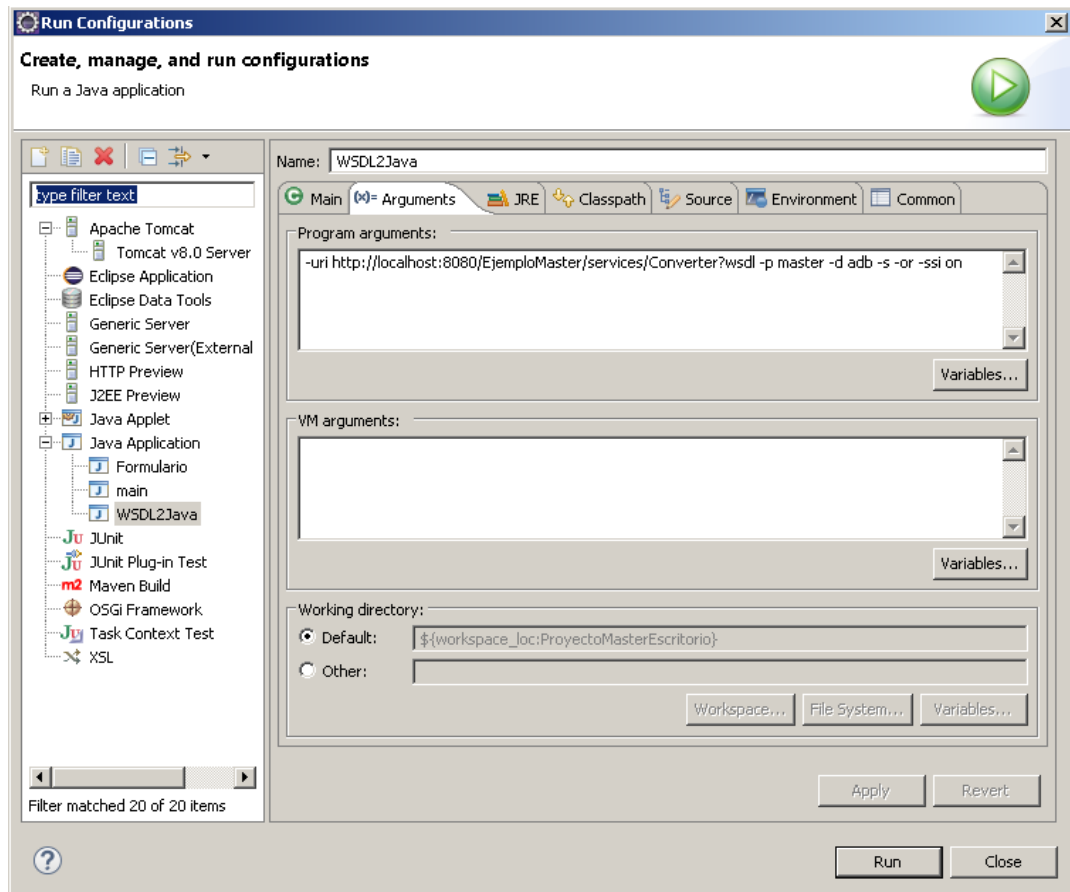 Run Configurations
Create, manage, and run configurations
Run a Java application
type filter text
Apache Tomcat
Tomcat v8.0 Server
Eclipse Application
Eclipse Data Tools
Generic Server
Generic Server(External
HTTP Preview
J2EE Preview
Java Applet
Java Application
Formulario
main
WSDL2Java
JUnit
JUnit Plug-in Test
m2 Maven Build
OSGi Framework
Task Context Test
XSL
Filter matched 20 of 20 items
Name: WSDL2Java
Main (x)= Arguments JRE Classpath Source Environment Common
Program arguments:
-uri http://localhost:8080/EjemploMaster/services/Converter?wsdl -p master -d adb -s -or -ssi on
Variables...
VM arguments:
Variables...
Working directory:
Default: ${workspace_loc:ProyectoMasterEscritorio}
Other:
Workspace... File System... Variables...
Apply Revert
Run Close